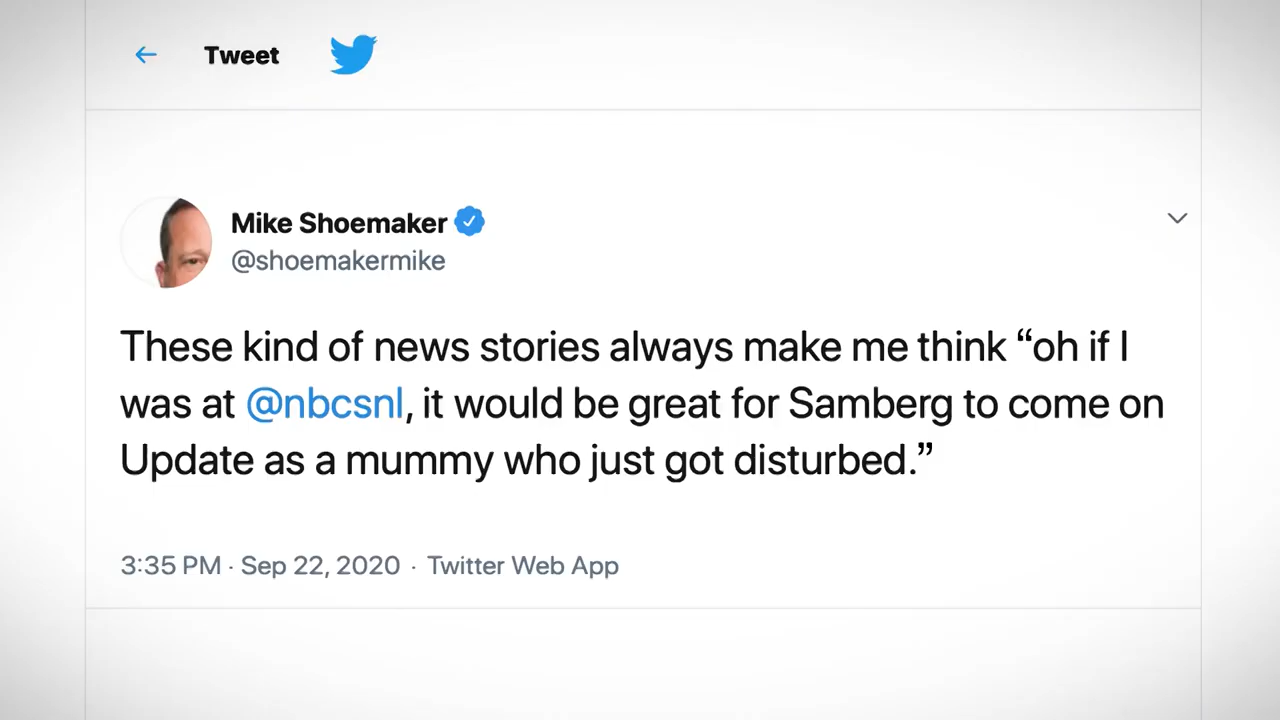 Tweet
Mike Shoemaker
@shoemakermike
These kind of news stories always make me think “oh if I
was at @nbcsnl, it would be great for Samberg to come on
Update as a mummy who just got disturbed.”
3:35 PM · Sep 22, 2020 · Twitter Web App